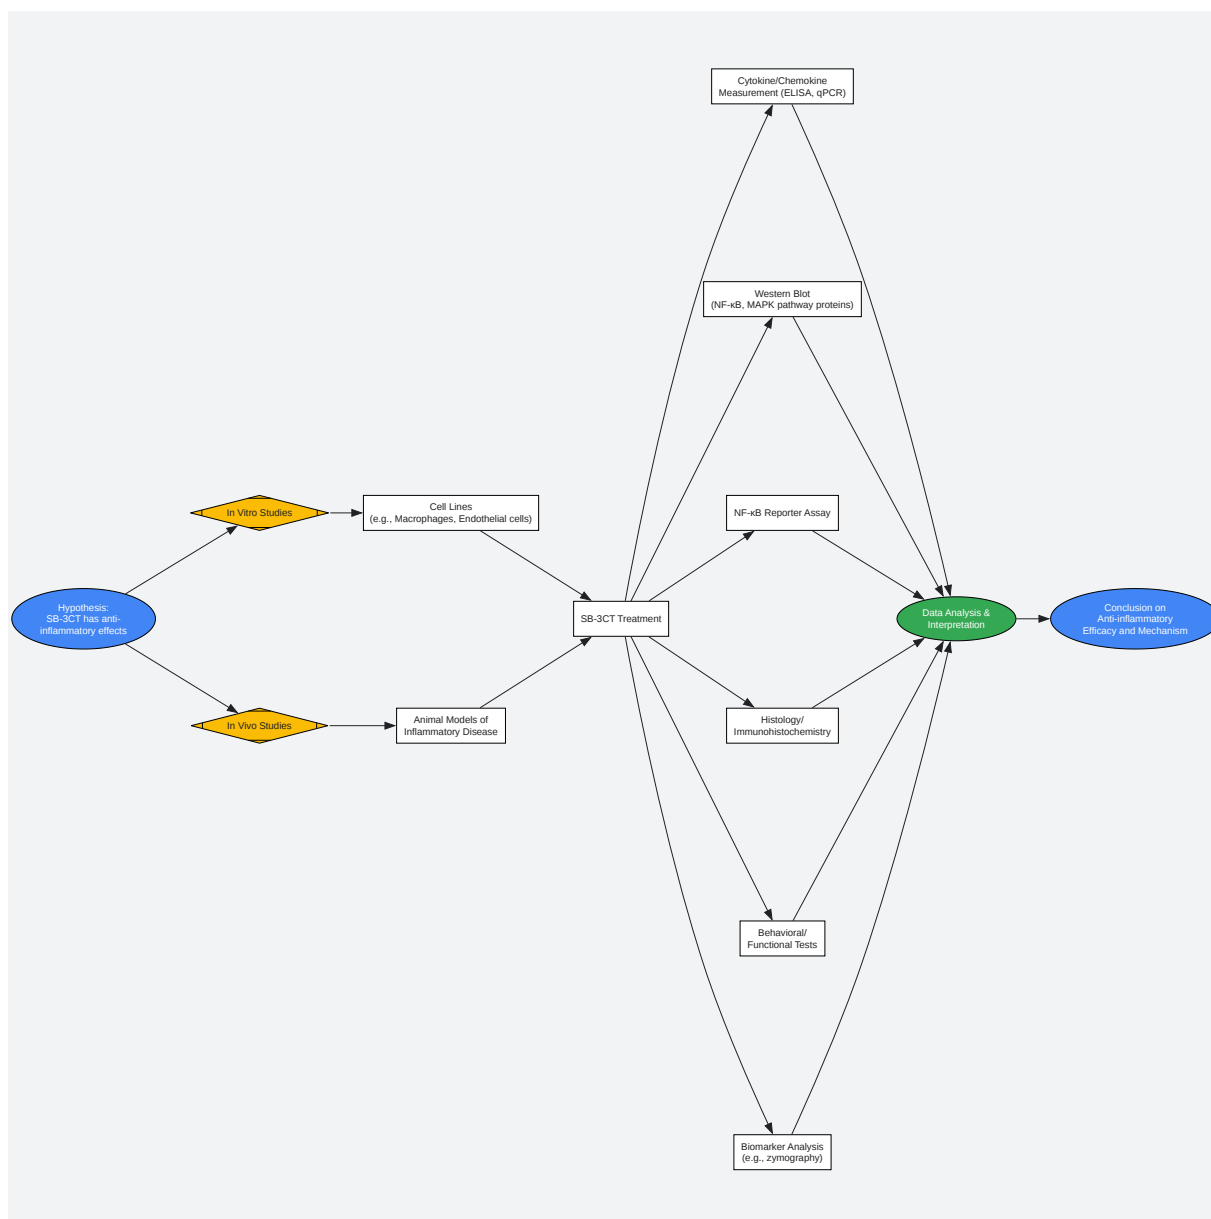 Cytokine/Chemokine
Measurement (ELISA, qPCR)
Western Blot
(NF-κB, MAPK pathway proteins)
In Vitro Studies
Cell Lines
(e.g., Macrophages, Endothelial cells)
NF-κB Reporter Assay
Hypothesis:
SB-3CT has anti-
inflammatory effects
SB-3CT Treatment
Data Analysis &
Interpretation
Conclusion on
Anti-inflammatory
Efficacy and Mechanism
In Vivo Studies
Animal Models of
Inflammatory Disease
Histology/
Immunohistochemistry
Behavioral/
Functional Tests
Biomarker Analysis
(e.g., zymography)